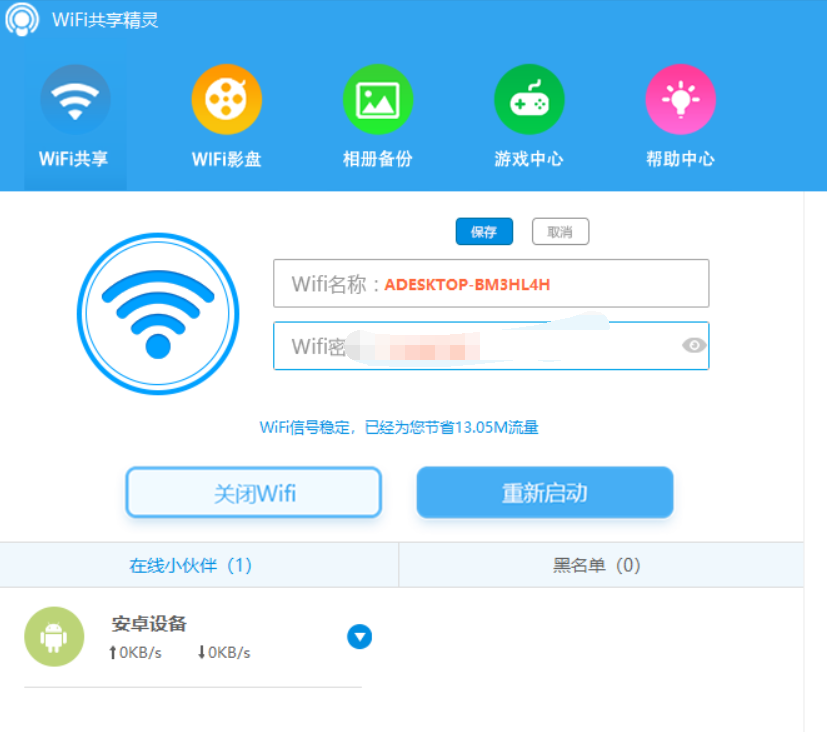 WiFi共享精灵
WiFi共享
WIFi影盘
相册备份
游戏中心
帮助中心
保存
取消
Wifi名称：ADESKTOP-BM3HL4H
Wifi密
WiFi信号稳定，已经为您节省13.05M流量
关闭Wifi
重新启动
在线小伙伴（1）
黑名单（0）
安卓设备
⬆0KB/s ⬇0KB/s